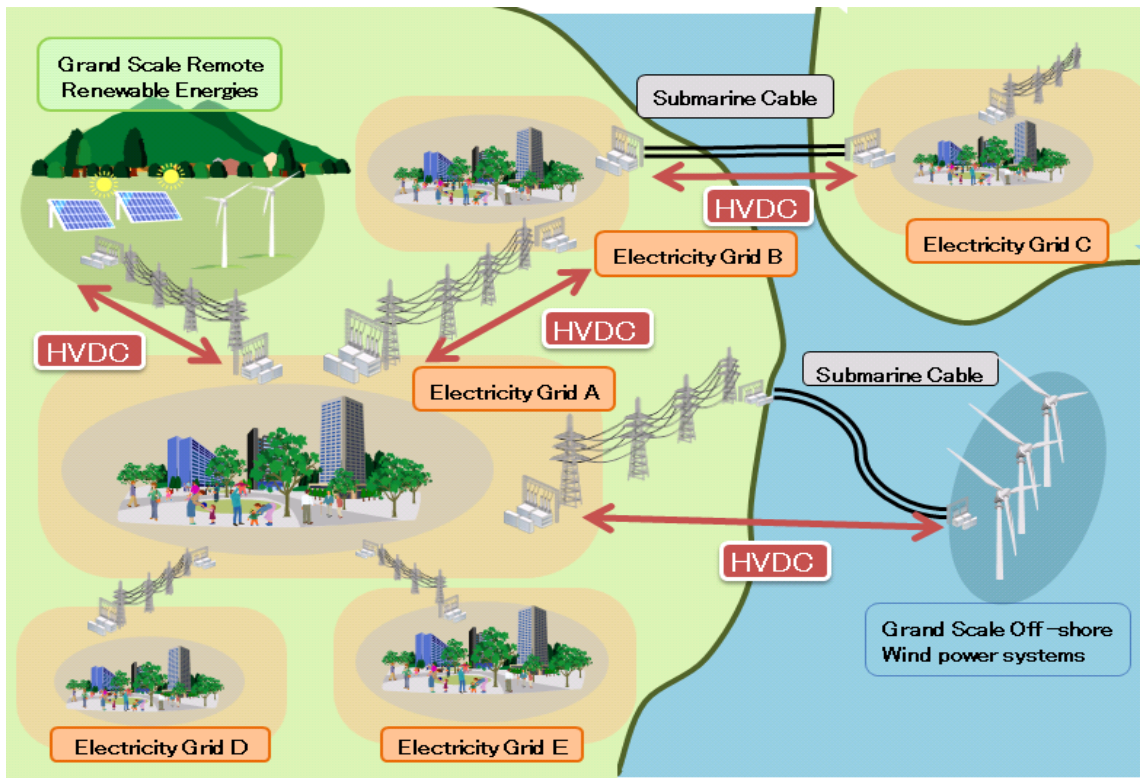 Grand Scale Remote
Renewable Energies
Submarine Cable
HVDC
Electricity Grid C
Electricity Grid B
HVDC
HVDC
Submarine Cable
Electricity Grid A
HVDC
Grand Scale Off-shore
Wind power systems
Electricity Grid D
Electricity Grid E